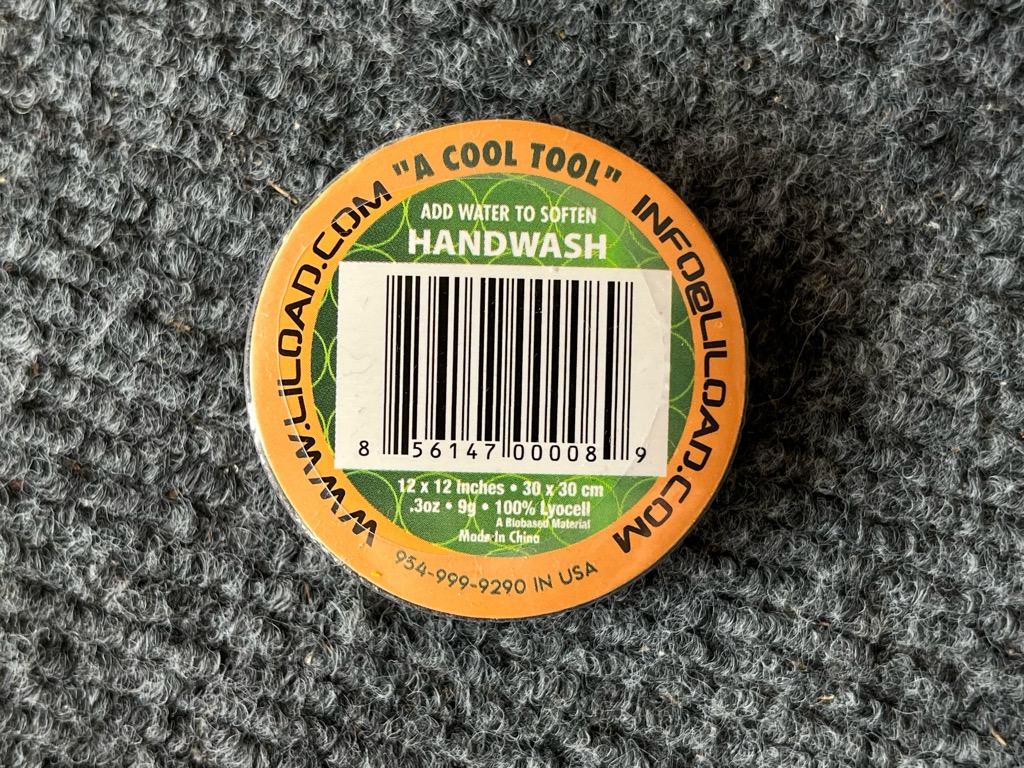 "A COOL TOOL"
WWW.LILOAD.COM
INFO@LILOAD.COM
ADD WATER TO SOFTEN
HANDWASH
8 56147 00008 9
12 x 12 Inches • 30 x 30 cm
.3oz • 9g • 100% Lyocell
A Biobased Material
Made In China
954-999-9290 IN USA